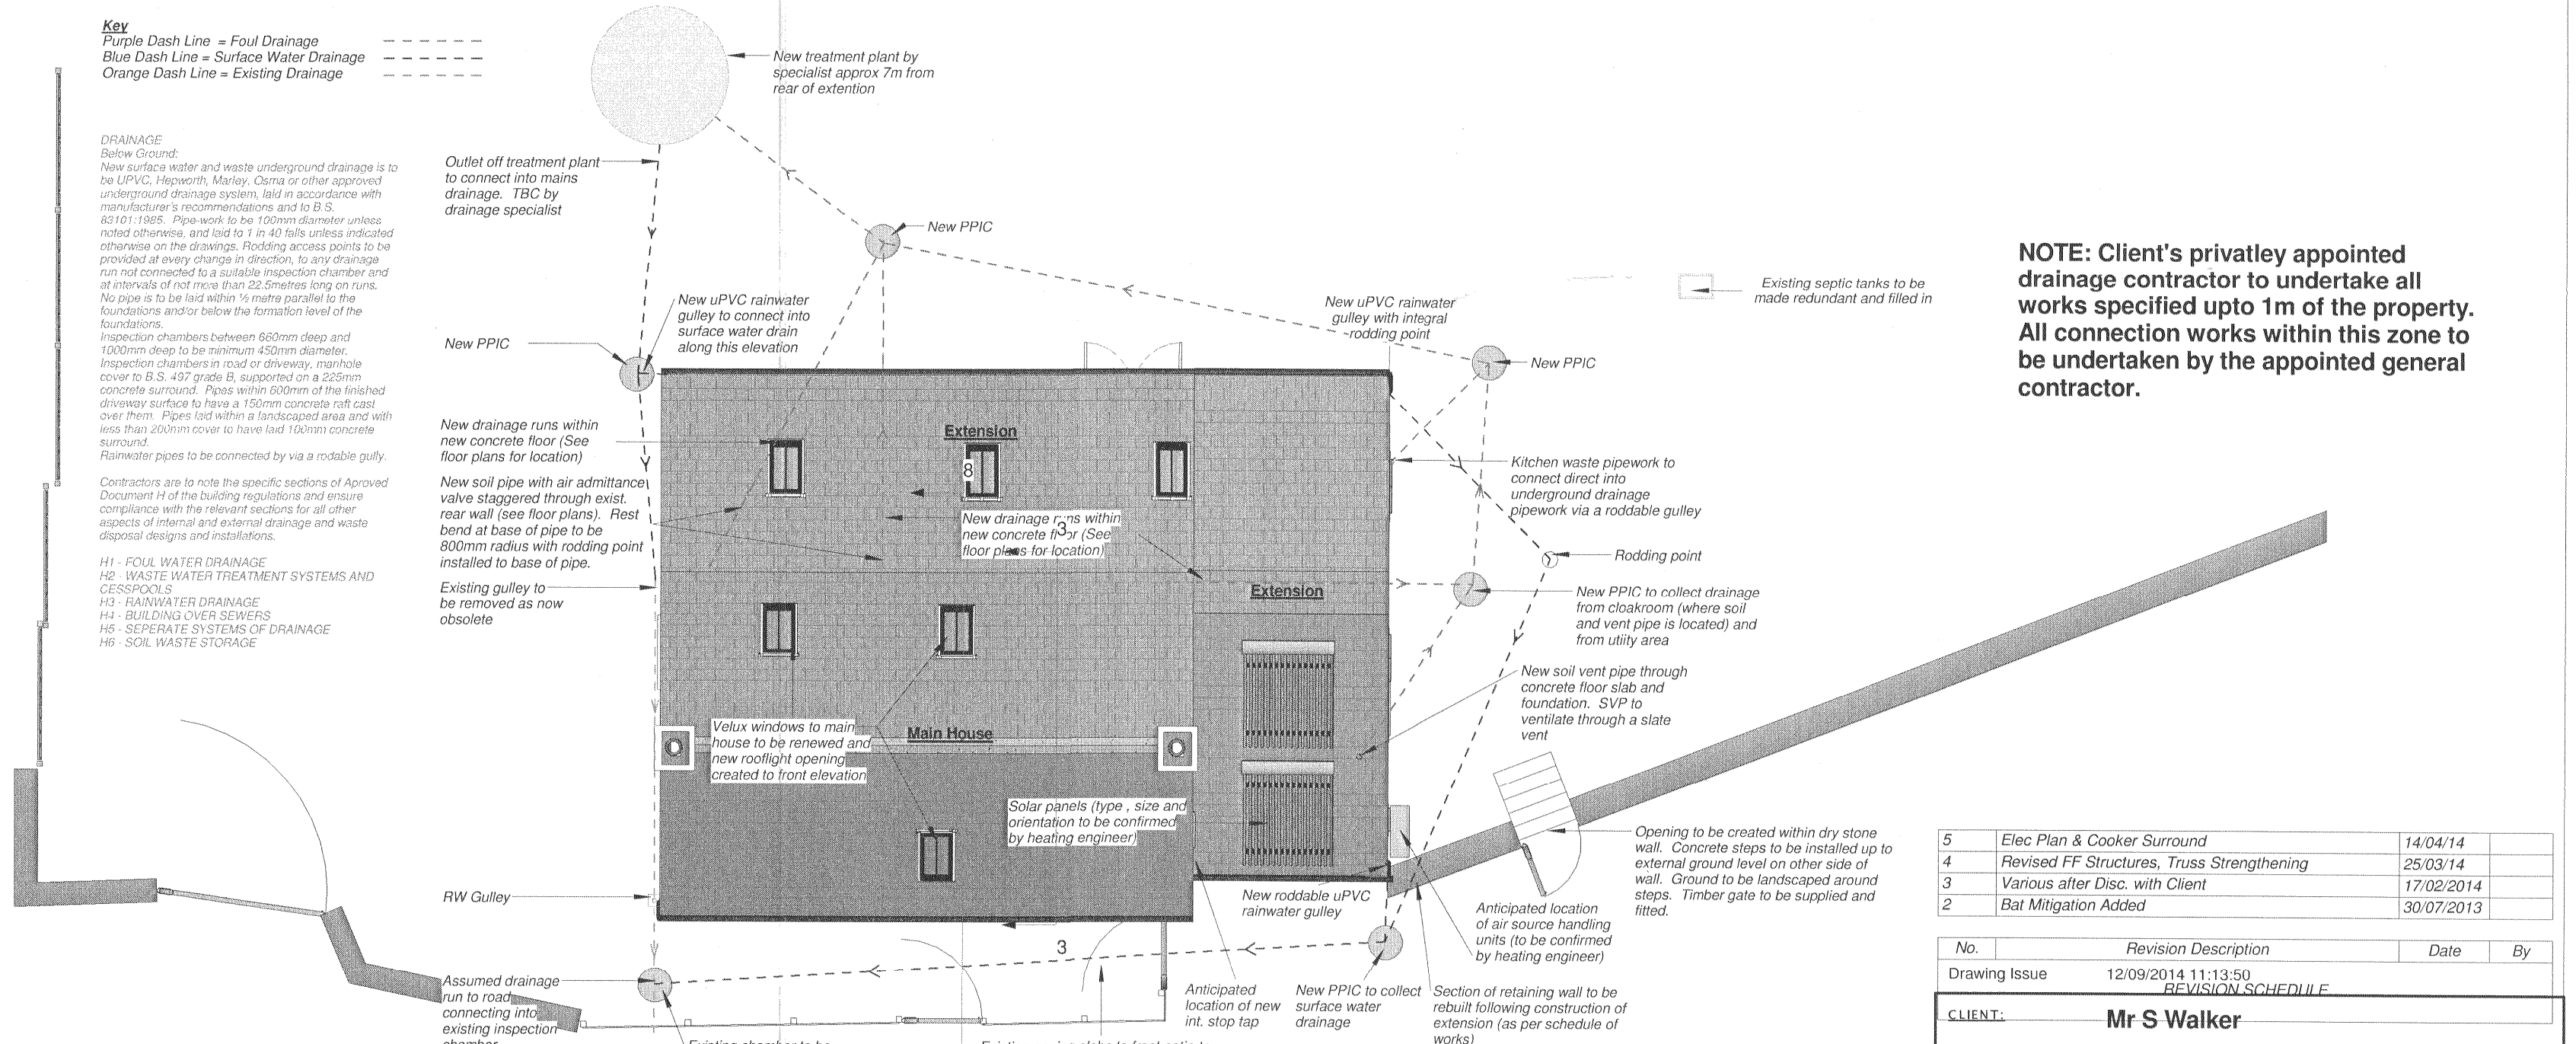 Key
Purple Dash Line = Foul Drainage
Blue Dash Line = Surface Water Drainage
Orange Dash Line = Existing Drainage
DRAINAGE
Below Ground:
New surface water and waste underground drainage is to
be UPVC, Hepworth, Marley, Osma or other approved
underground drainage system, laid in accordance with
manufacturer's recommendations and to B.S.
83101:1985. Pipe-work to be 100mm diameter unless
noted otherwise, and laid to 1 in 40 falls unless indicated
otherwise on the drawings. Rodding access points to be
provided at every change in direction, to any drainage
run not connected to a suitable inspection chamber and
at intervals of not more than 22.5metres long on runs.
No pipe is to be laid within ½ metre parallel to the
foundations and/or below the formation level of the
foundations.
Inspection chambers between 660mm deep and
1000mm deep to be minimum 450mm diameter.
Inspection chambers in road or driveway, manhole
cover to B.S. 497 grade B, supported on a 225mm
concrete surround. Pipes within 600mm of the finished
driveway surface to have a 150mm concrete raft cast
over them. Pipes laid within a landscaped area and with
less than 200mm cover to have laid 100mm concrete
surround.
Rainwater pipes to be connected by via a rodable gully.
Contractors are to note the specific sections of Aproved
Document H of the building regulations and ensure
compliance with the relevant sections for all other
aspects of internal and external drainage and waste
disposal designs and installations.
H1 - FOUL WATER DRAINAGE
H2 - WASTE WATER TREATMENT SYSTEMS AND
CESSPOOLS
H3 - RAINWATER DRAINAGE
H4 - BUILDING OVER SEWERS
H5 - SEPERATE SYSTEMS OF DRAINAGE
H6 - SOIL WASTE STORAGE
New treatment plant by
specialist approx 7m from
rear of extention
Outlet off treatment plant
to connect into mains
drainage. TBC by
drainage specialist
New PPIC
New uPVC rainwater
gulley to connect into
surface water drain
along this elevation
New PPIC
New uPVC rainwater
gulley with integral
rodding point
New PPIC
Existing septic tanks to be
made redundant and filled in
NOTE: Client's privatley appointed
drainage contractor to undertake all
works specified upto 1m of the property.
All connection works within this zone to
be undertaken by the appointed general
contractor.
New drainage runs within
new concrete floor (See
floor plans for location)
New soil pipe with air admittance
valve staggered through exist.
rear wall (see floor plans). Rest
bend at base of pipe to be
800mm radius with rodding point
installed to base of pipe.
Existing gulley to
be removed as now
obsolete
Extension
8
New drainage runs within
new concrete floor (See
floor plans for location)
3
Extension
Kitchen waste pipework to
connect direct into
underground drainage
pipework via a roddable gulley
Rodding point
New PPIC to collect drainage
from cloakroom (where soil
and vent pipe is located) and
from utiity area
New soil vent pipe through
concrete floor slab and
foundation. SVP to
ventilate through a slate
vent
Velux windows to main
house to be renewed and
new rooflight opening
created to front elevation
Main House
Solar panels (type , size and
orientation to be confirmed
by heating engineer)
RW Gulley
New roddable uPVC
rainwater gulley
Opening to be created within dry stone
wall. Concrete steps to be installed up to
external ground level on other side of
wall. Ground to be landscaped around
steps. Timber gate to be supplied and
fitted.
Anticipated location
of air source handling
units (to be confirmed
by heating engineer)
3
Assumed drainage
run to road
connecting into
existing inspection
chamber
Existing chamber to be
Anticipated
location of new
int. stop tap
New PPIC to collect
surface water
drainage
Section of retaining wall to be
rebuilt following construction of
extension (as per schedule of
works)
5 Elec Plan & Cooker Surround 14/04/14
4 Revised FF Structures, Truss Strengthening 25/03/14
3 Various after Disc. with Client 17/02/2014
2 Bat Mitigation Added 30/07/2013
No. Revision Description Date By
Drawing Issue 12/09/2014 11:13:50
REVISION SCHEDULE
CLIENT: Mr S Walker